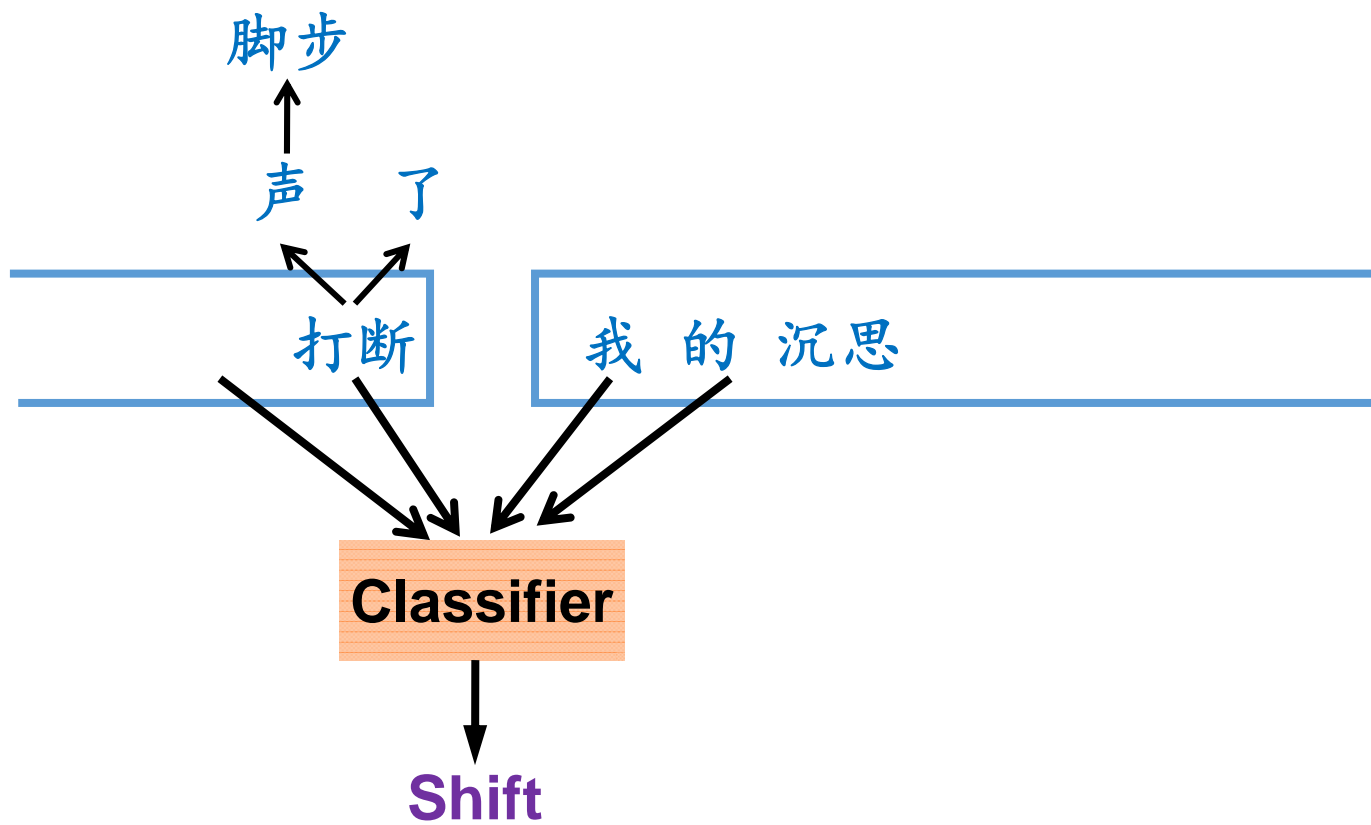 脚步
声 了
打断 我 的 沉思
Classifier
Shift